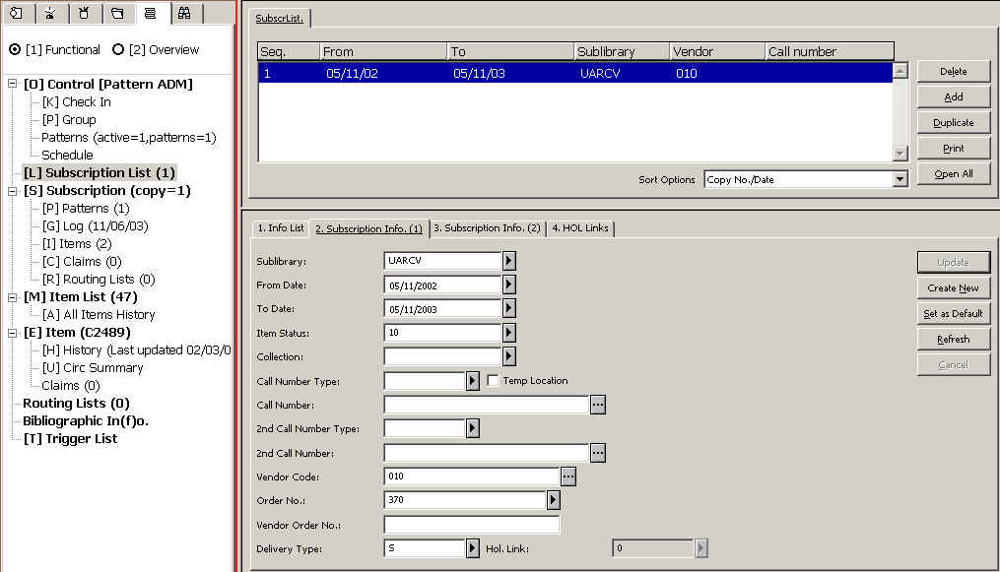 [1] Functional [2] Overview
[O] Control [Pattern ADM]
[K] Check In
[P] Group
Patterns (active=1,patterns=1)
Schedule
[L] Subscription List (1)
[S] Subscription (copy=1)
[P] Patterns (1)
[G] Log (11/06/03)
[I] Items (2)
[C] Claims (0)
[R] Routing Lists (0)
[M] Item List (47)
[A] All Items History
[E] Item (C2489)
[H] History (Last updated 02/03/0
[U] Circ Summary
Claims (0)
Routing Lists (0)
Bibliographic In(f)o.
[T] Trigger List
SubscrList.
Seq. From To Sublibrary Vendor Call number
1 05/11/02 05/11/03 UARCV 010
Delete
Add
Duplicate
Print
Open All
Sort Options Copy No./Date
1. Info List 2. Subscription Info. (1) 3. Subscription Info. (2) 4. HOL Links
Sublibrary: UARCV
From Date: 05/11/2002
To Date: 05/11/2003
Item Status: 10
Collection:
Call Number Type: Temp Location
Call Number: ...
2nd Call Number Type:
2nd Call Number: ...
Vendor Code: 010 ...
Order No.: 370
Vendor Order No.:
Delivery Type: S Hol. Link: 0
Update
Create New
Set as Default
Refresh
Cancel